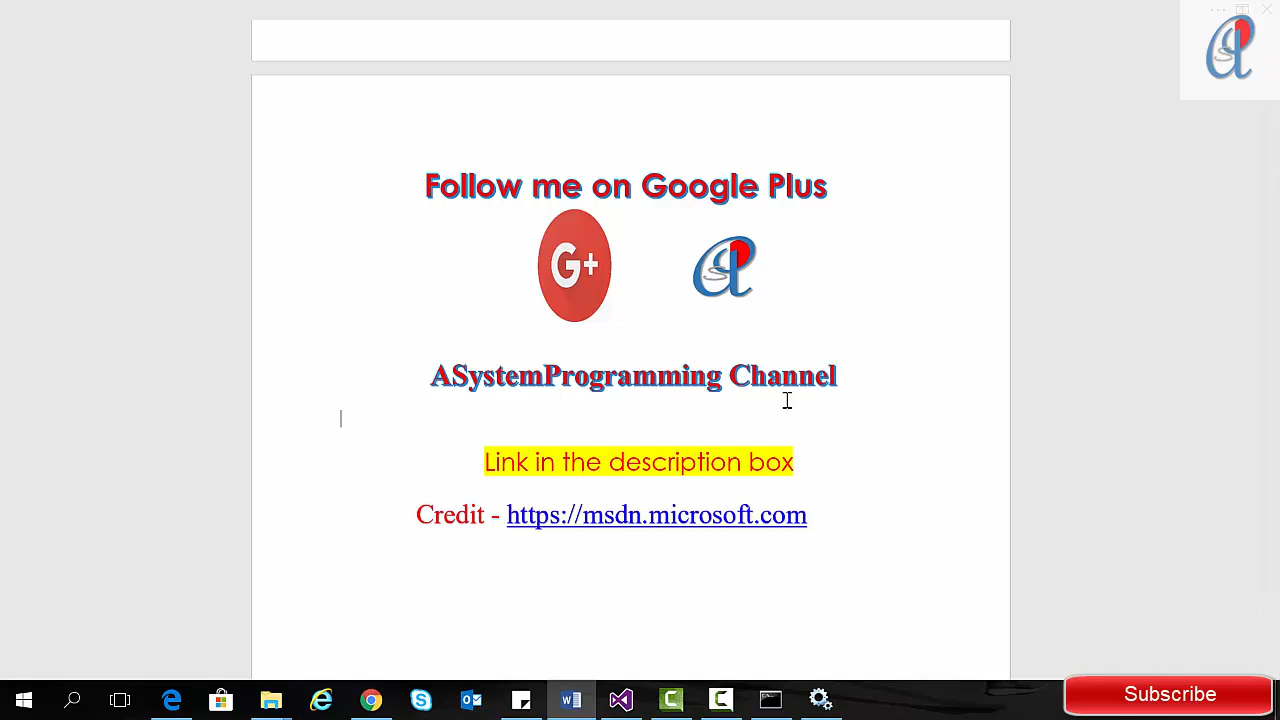 Follow me on Google Plus
G+
ASystemProgramming Channel
Link in the description box
Credit - https://msdn.microsoft.com
Subscribe